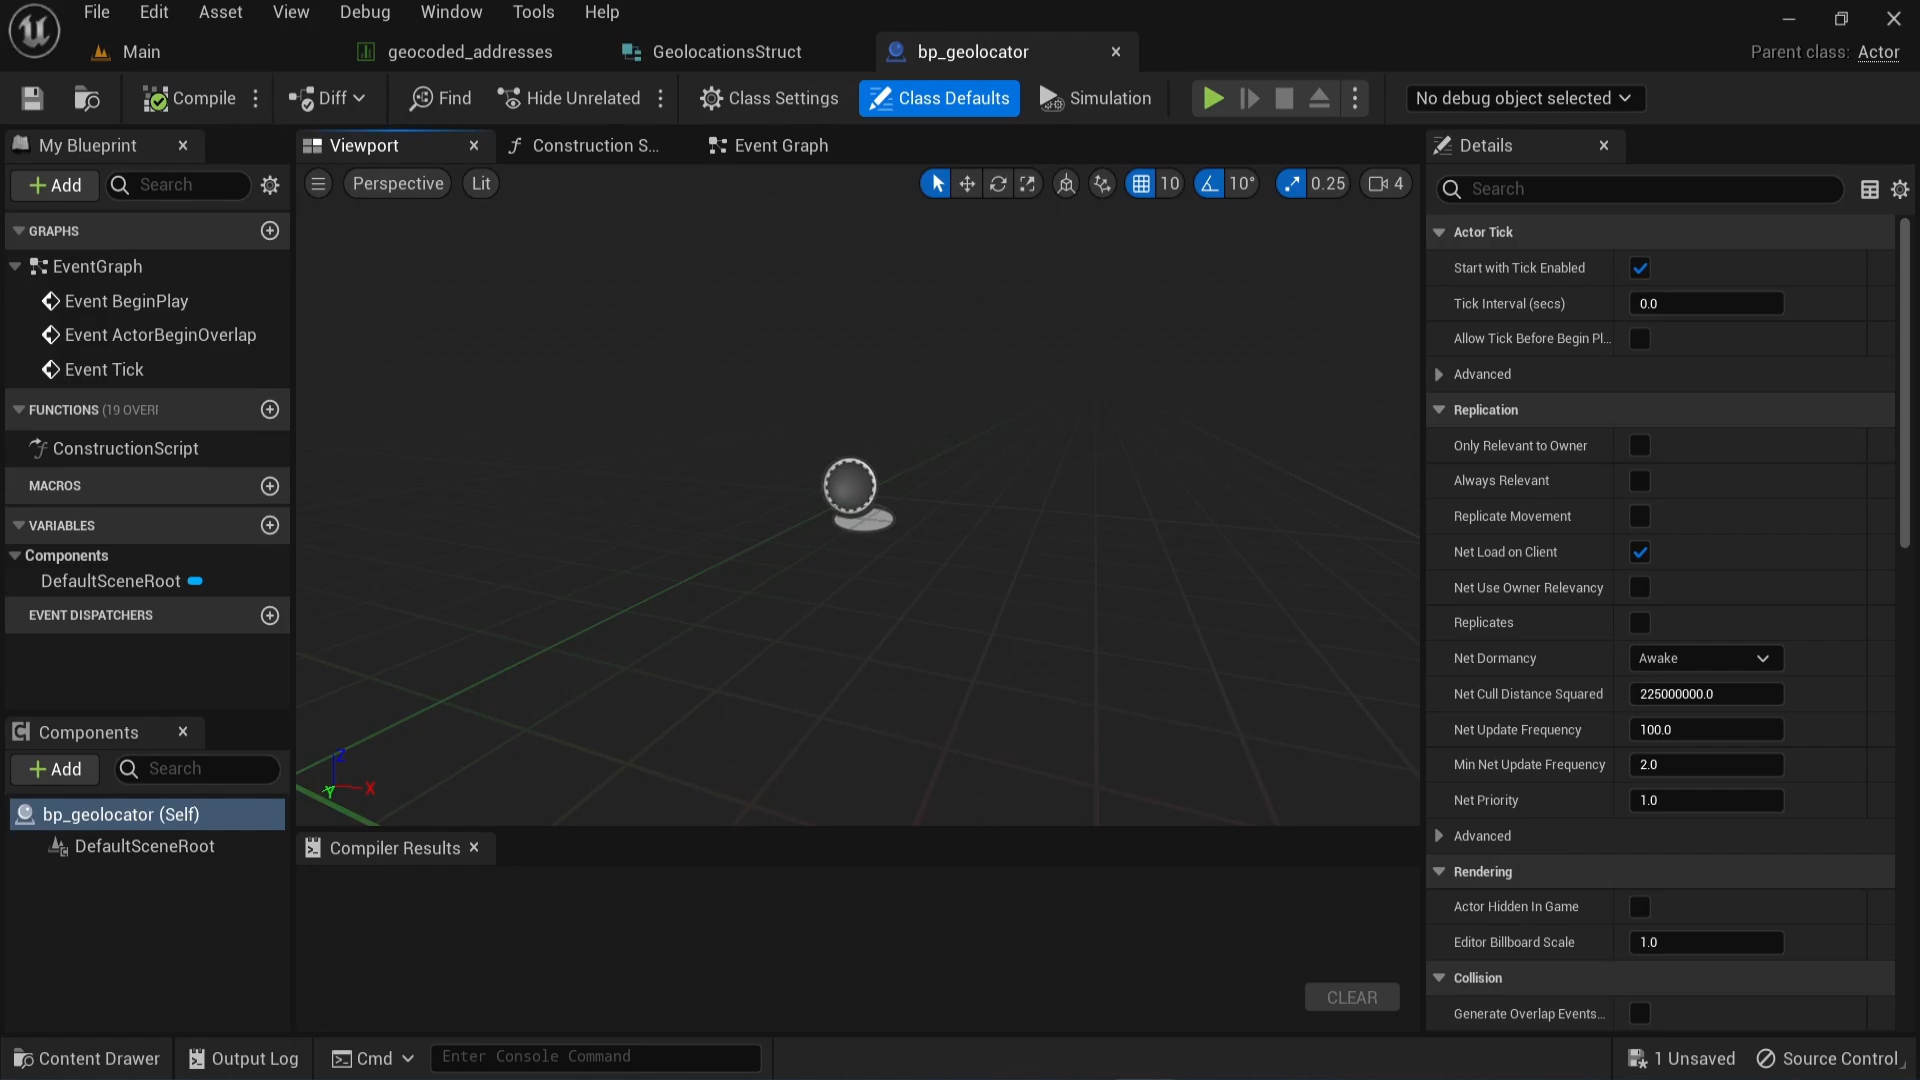 File Edit Asset View Debug Window Tools Help
Main geocoded_addresses GeolocationsStruct bp_geolocator Parent class: Actor
Compile Diff Find Hide Unrelated Class Settings Class Defaults Simulation No debug object selected
My Blueprint
Add Search
GRAPHS
EventGraph
Event BeginPlay
Event ActorBeginOverlap
Event Tick
FUNCTIONS (19 OVERI
ConstructionScript
MACROS
VARIABLES
Components
DefaultSceneRoot
EVENT DISPATCHERS
Components
Add Search
bp_geolocator (Self)
DefaultSceneRoot
Viewport Construction S... Event Graph
Perspective Lit 10 10° 0.25 4
Z
Y X
Compiler Results
CLEAR
Details
Search
Actor Tick
Start with Tick Enabled
Tick Interval (secs) 0.0
Allow Tick Before Begin Pl...
Advanced
Replication
Only Relevant to Owner
Always Relevant
Replicate Movement
Net Load on Client
Net Use Owner Relevancy
Replicates
Net Dormancy Awake
Net Cull Distance Squared 225000000.0
Net Update Frequency 100.0
Min Net Update Frequency 2.0
Net Priority 1.0
Advanced
Rendering
Actor Hidden In Game
Editor Billboard Scale 1.0
Collision
Generate Overlap Events...
Content Drawer Output Log Cmd Enter Console Command 1 Unsaved Source Control